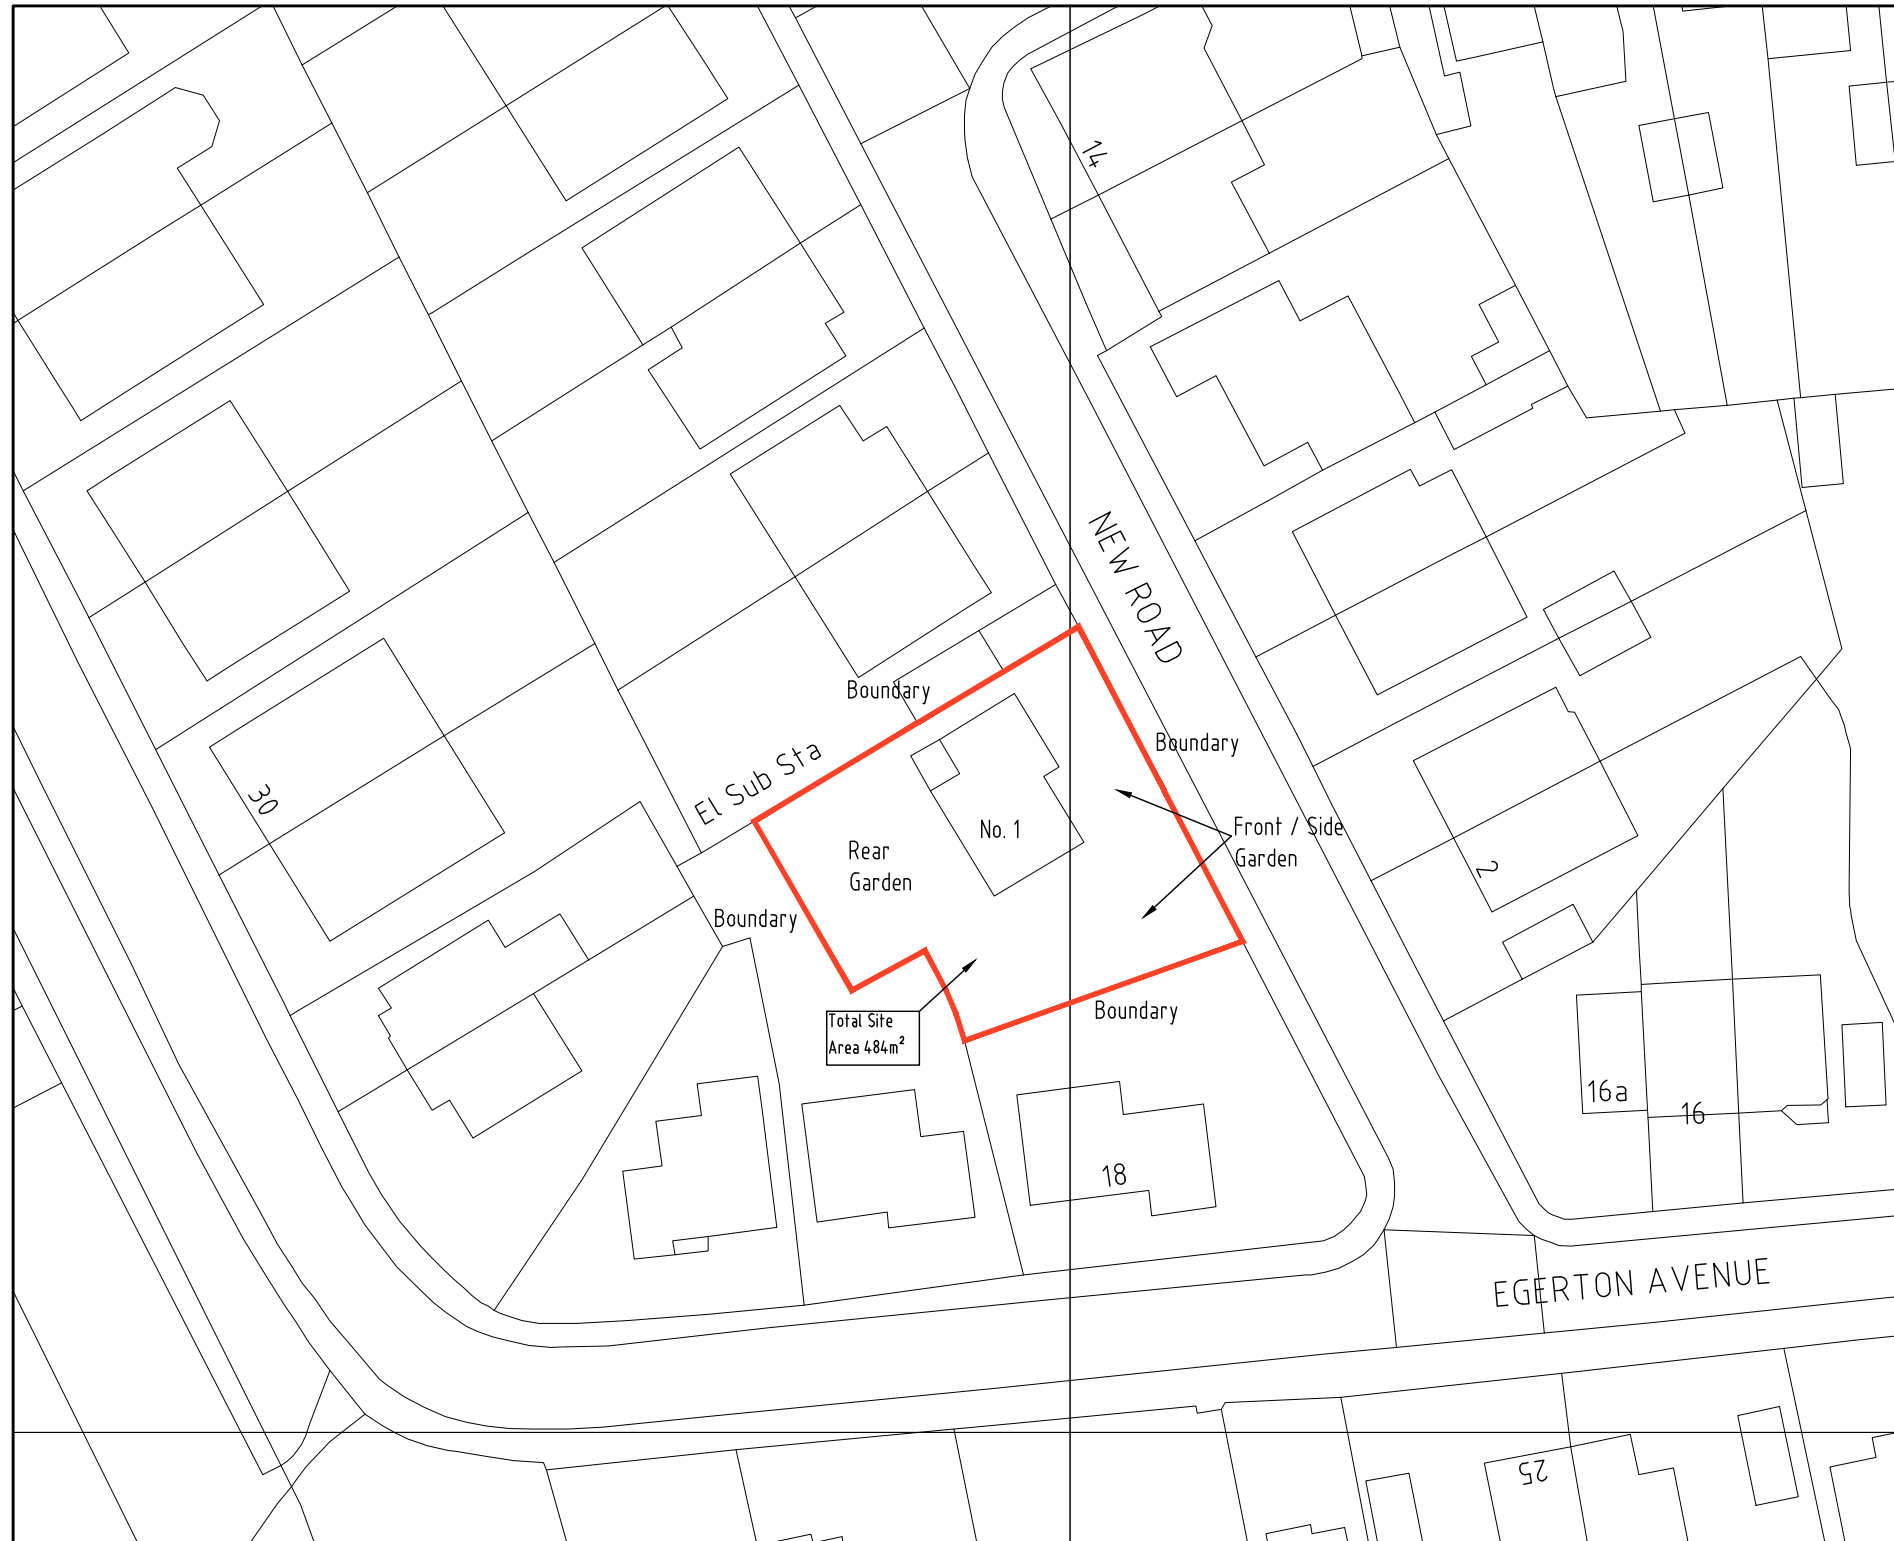 14
NEW ROAD
Boundary
Boundary
El Sub Sta
30
No. 1
Front / Side
Garden
Rear
Garden
2
Boundary
Boundary
Total Site
Area 484m²
16a
16
18
EGERTON AVENUE
25